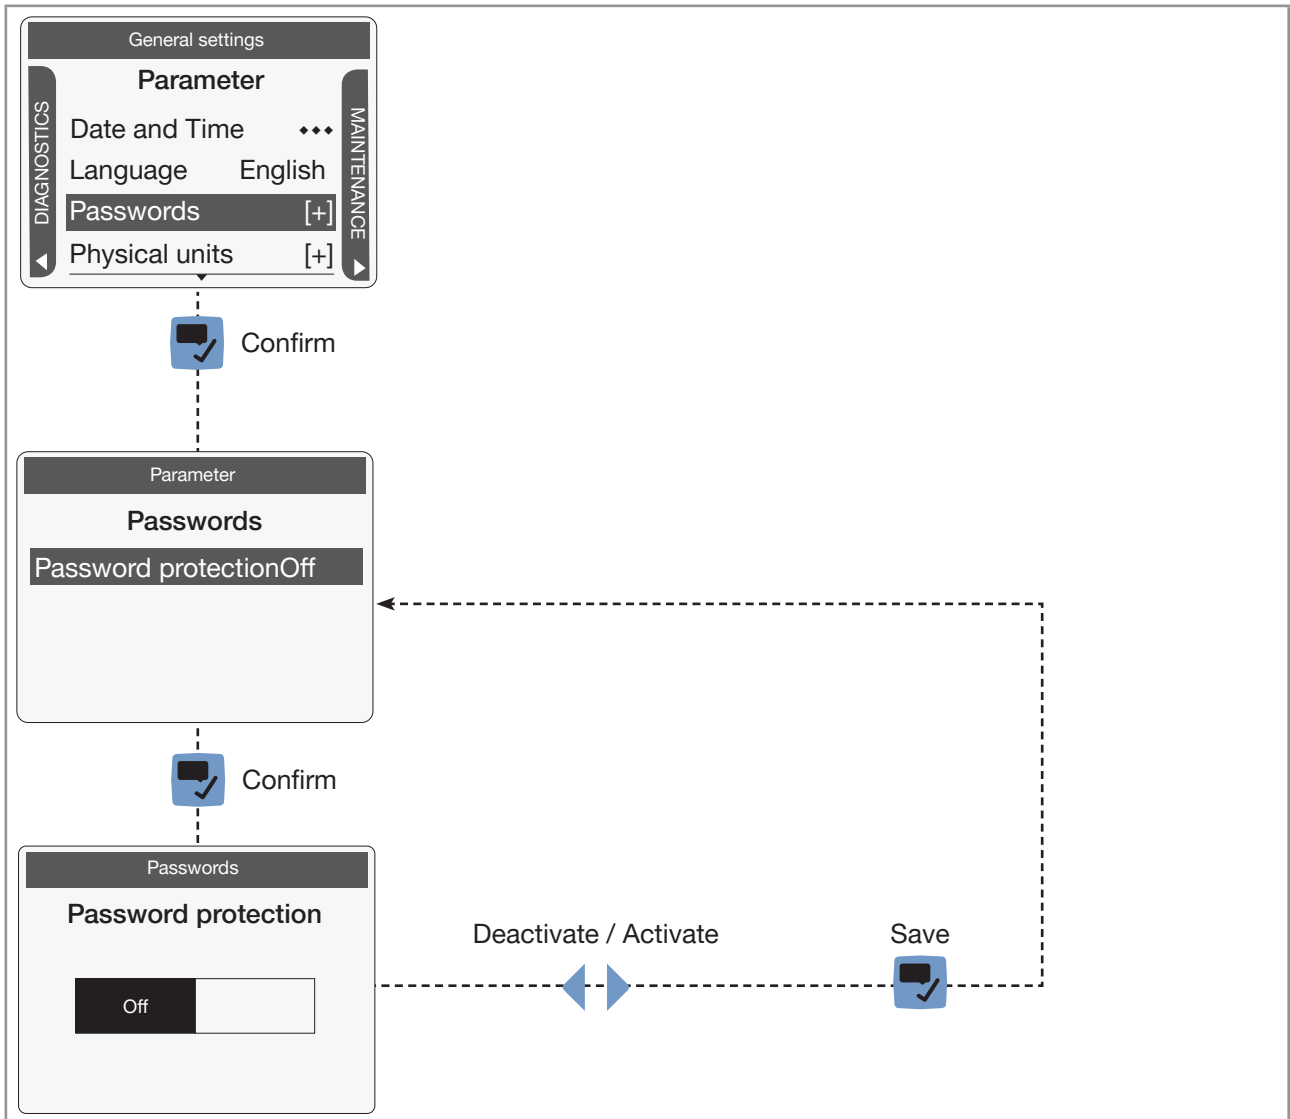 General settings
Parameter
DIAGNOSTICS
MAINTENANCE
Date and Time
Language English
Passwords [+]
Physical units [+]
Confirm
Parameter
Passwords
Password protectionOff
Confirm
Passwords
Password protection
Off
Deactivate / Activate
Save